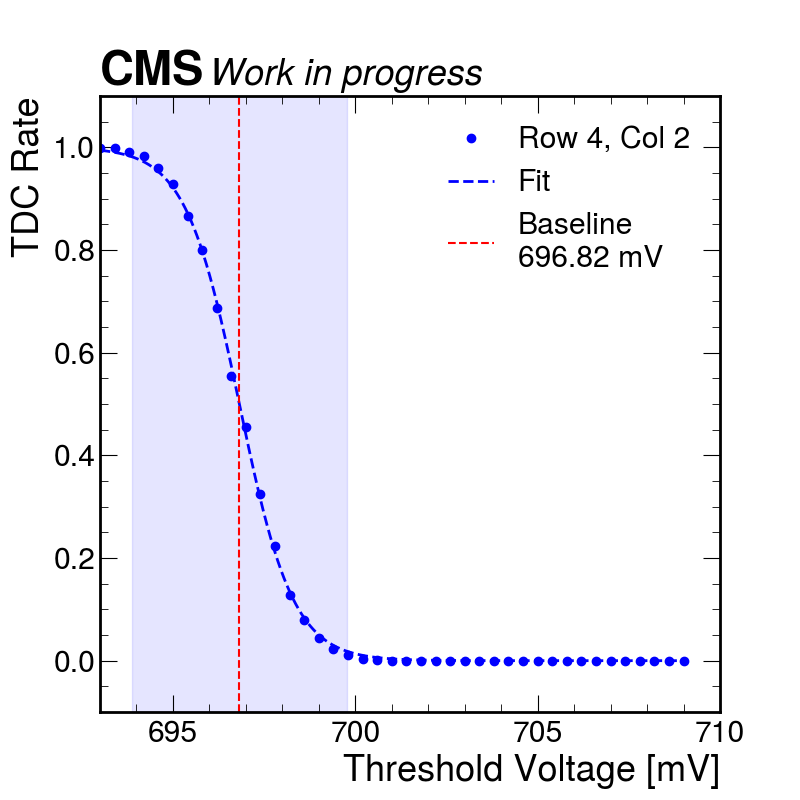 CMS Work in progress
TDC Rate
1.0
0.8
0.6
0.4
0.2
0.0
Row 4, Col 2
Fit
Baseline
696.82 mV
695
700
705
710
Threshold Voltage [mV]